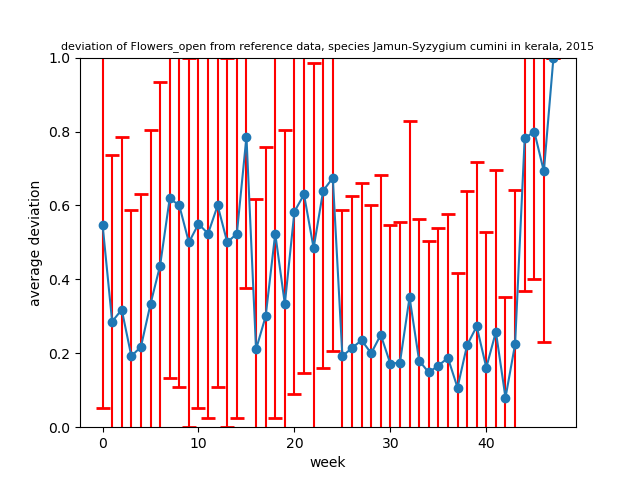 deviation of Flowers_open from reference data, species Jamun-Syzygium cumini in kerala, 2015
1.0
0.8
0.6
0.4
0.2
0.0
average deviation
0 10 20 30 40
week